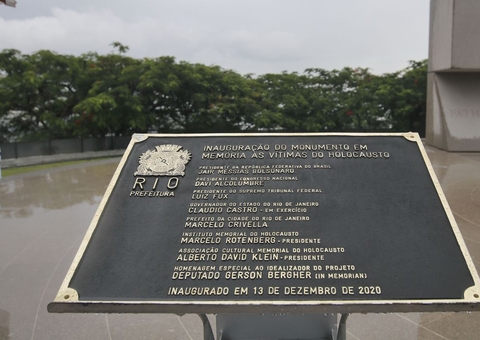 INAUGURAÇÃO DO MONUMENTO EM
MEMORIA ÀS VÍTIMAS DO HOLOCAUSTO
PRESIDENTE DA REPÚBLICA FEDERATIVA DO BRASIL
JAIR MESSIAS BOLSONARO
PRESIDENTE DO CONGRESSO NACIONAL
DAVI ALCOLUMBRE
PRESIDENTE DO SUPREMO TRIBUNAL FEDERAL
LUIZ FUX
GOVERNADOR DO ESTADO DO RIO DE JANEIRO
CLAUDIO CASTRO - EM EXERCÍCIO
PREFEITO DA CIDADE DO RIO DE JANEIRO
MARCELO CRIVELLA
INSTITUTO MEMORIAL DO HOLOCAUSTO
MARCELO ROTENBERG - PRESIDENTE
ASSOCIAÇÃO CULTURAL MEMORIAL DO HOLOCAUSTO
ALBERTO DAVID KLEIN - PRESIDENTE
HOMENAGEM ESPECIAL AO IDEALIZADOR DO PROJETO
DEPUTADO GERSON BERGHER (IN MEMORIAN)
INAUGURADO EM 13 DE DEZEMBRO DE 2020
RIO
PREFEITURA